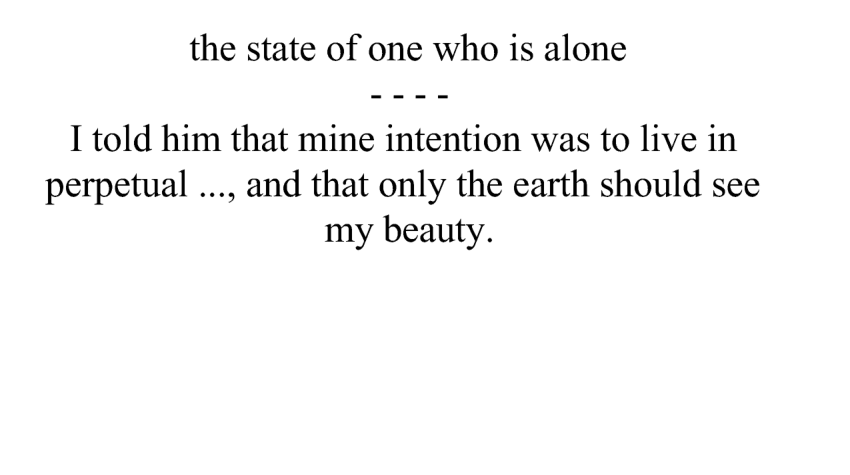 the state of one who is alone
- - - -
I told him that mine intention was to live in
perpetual ..., and that only the earth should see
my beauty.